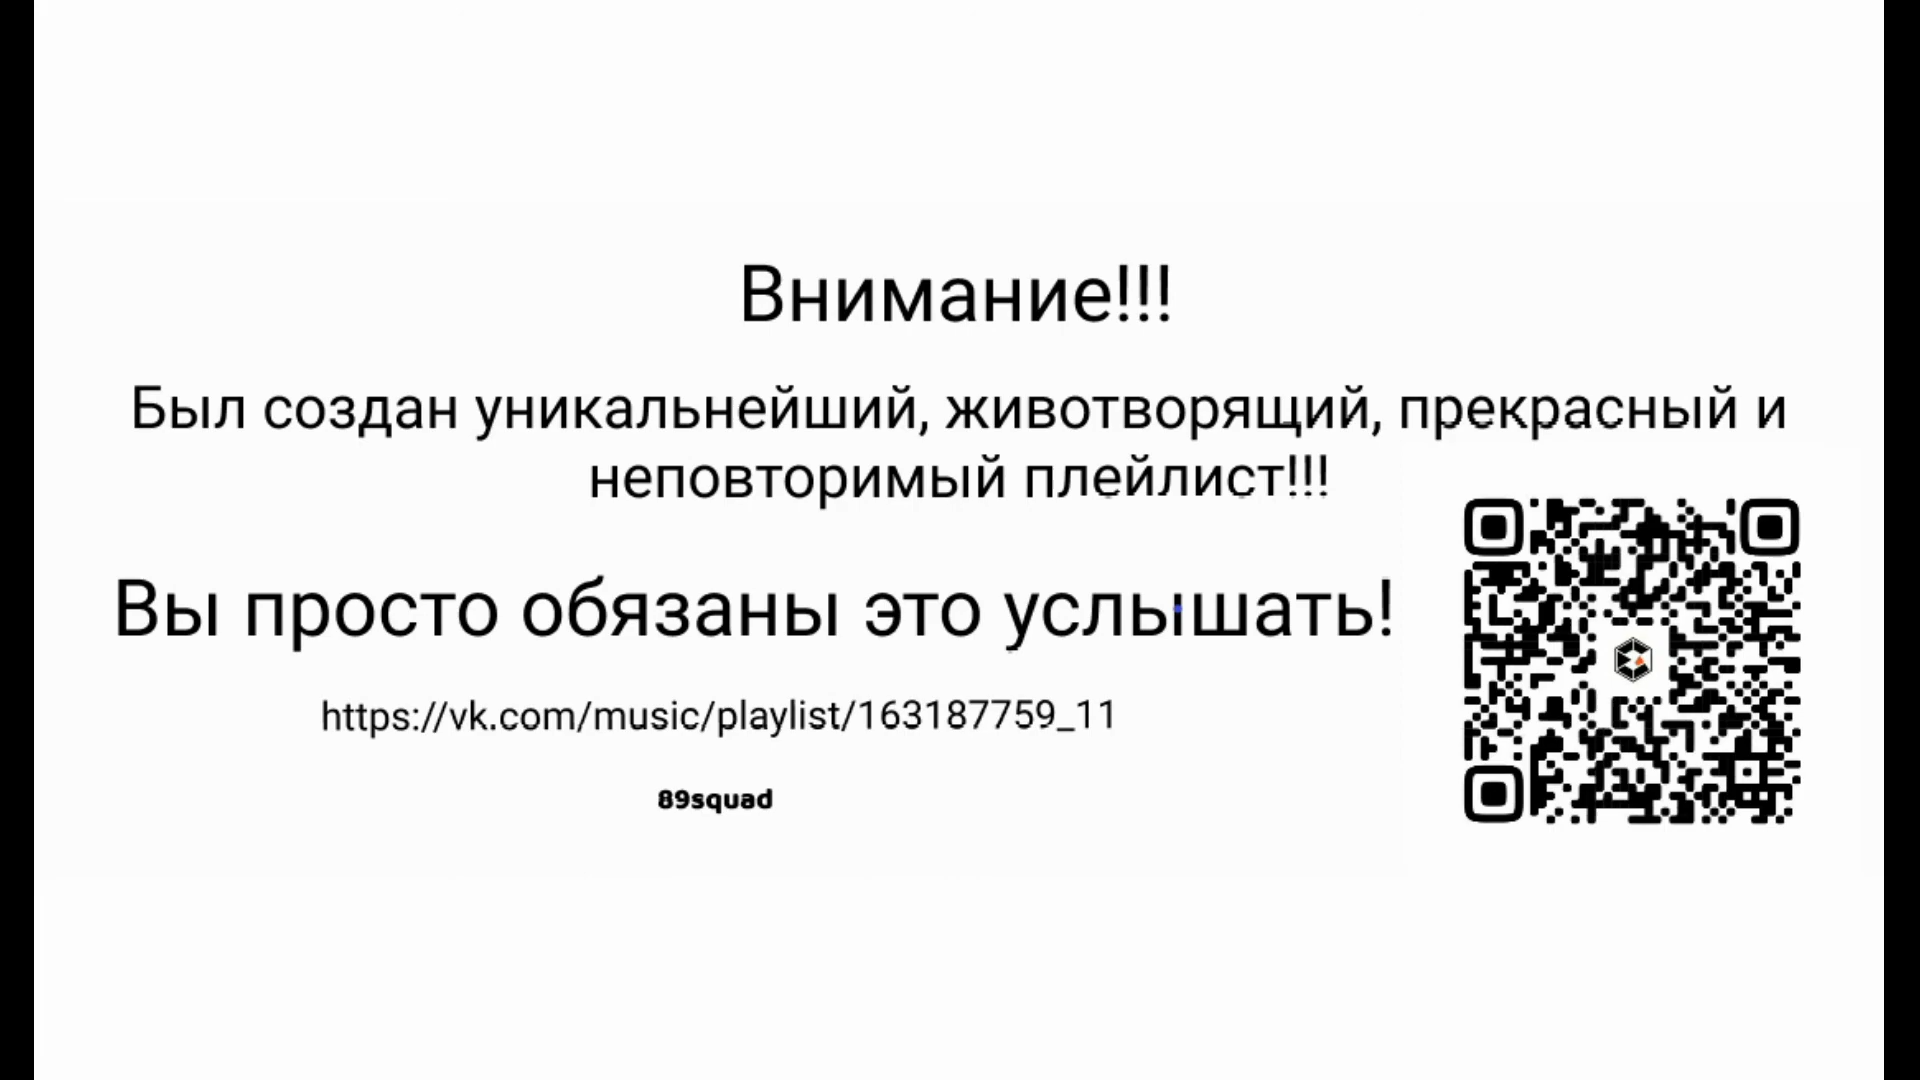 Внимание!!!
Был создан уникальнейший, животворящий, прекрасный и
неповторимый плейлист!!!
Вы просто обязаны это услышать!
https://vk.com/music/playlist/163187759_11
89squad